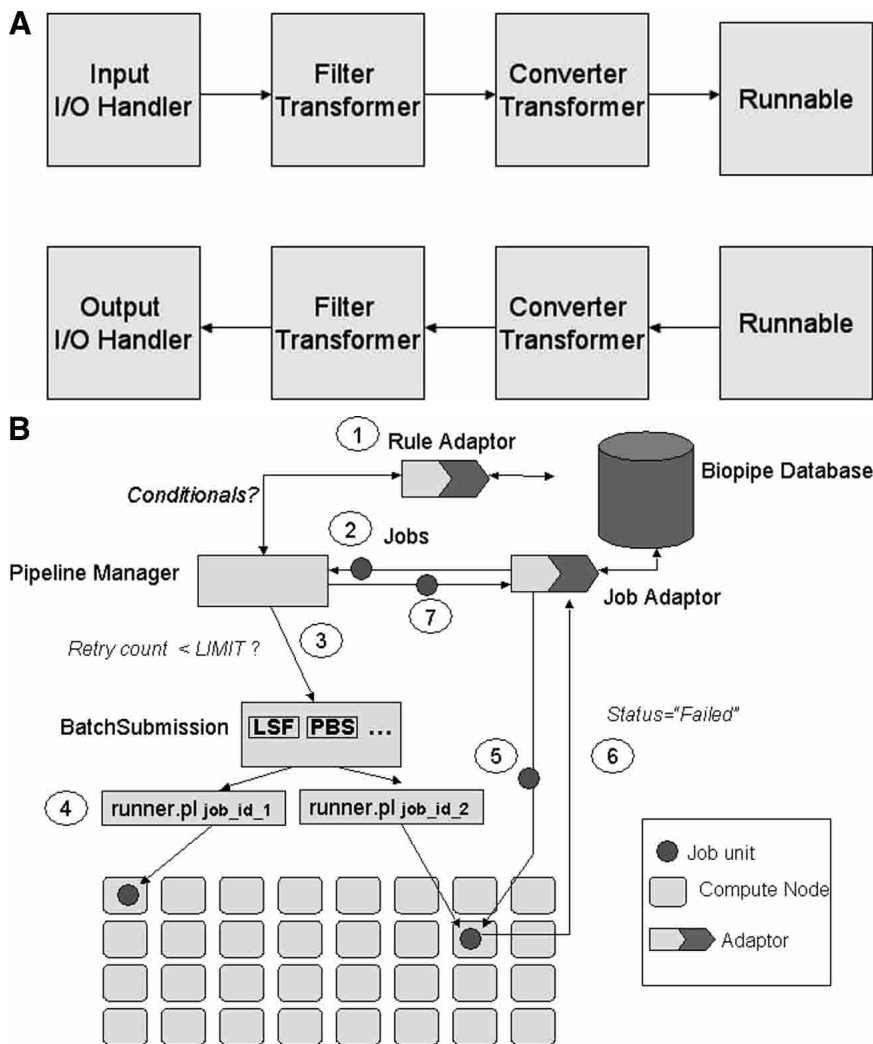 A
Input
I/O Handler
Filter
Transformer
Converter
Transformer
Runnable
Output
I/O Handler
Filter
Transformer
Converter
Transformer
Runnable
B
1
Rule Adaptor
Biopipe Database
Conditionals?
2
Jobs
Pipeline Manager
Job Adaptor
7
3
Retry count < LIMIT ?
Status="Failed"
BatchSubmission
LSF PBS ...
5
6
4
runner.pl job_id_1
runner.pl job_id_2
Job unit
Compute Node
Adaptor